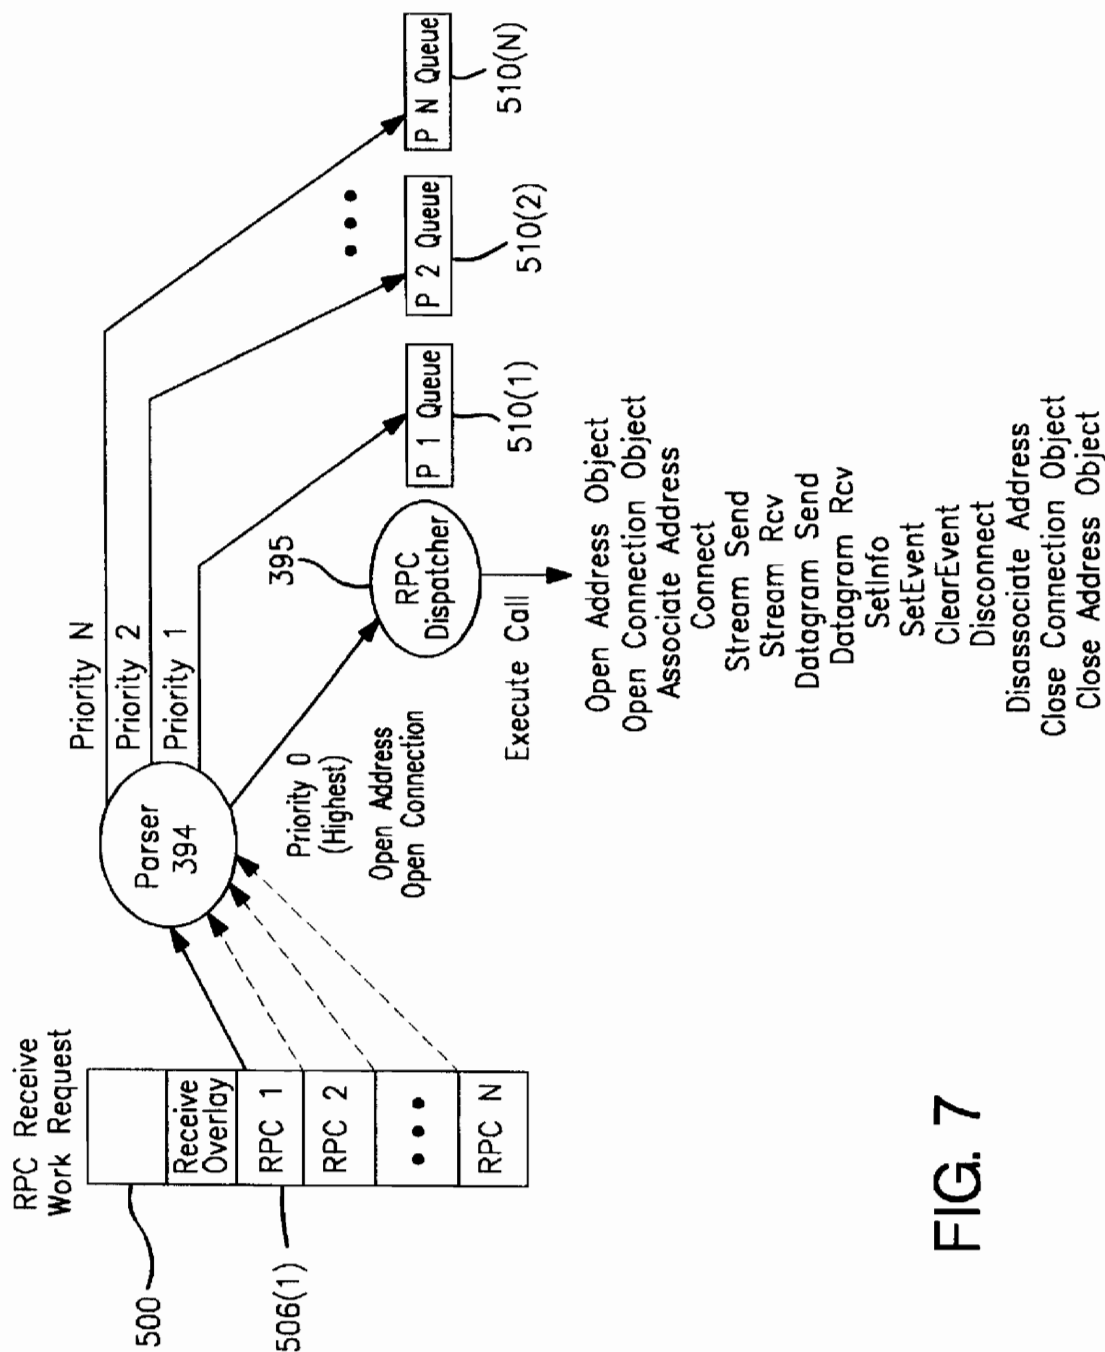 RPC Receive
Work Request
500
Receive
Overlay
506(1)
RPC 1
RPC 2
•••
RPC N
Parser
394
Priority N
Priority 2
Priority 1
Priority 0
(Highest)
Open Address
Open Connection
395
RPC
Dispatcher
P 1 Queue
510(1)
P 2 Queue
510(2)
•••
P N Queue
510(N)
Execute Call
Open Address Object
Open Connection Object
Associate Address
Connect
Stream Send
Stream Rcv
Datagram Send
Datagram Rcv
SetInfo
SetEvent
ClearEvent
Disconnect
Disassociate Address
Close Connection Object
Close Address Object
FIG. 7